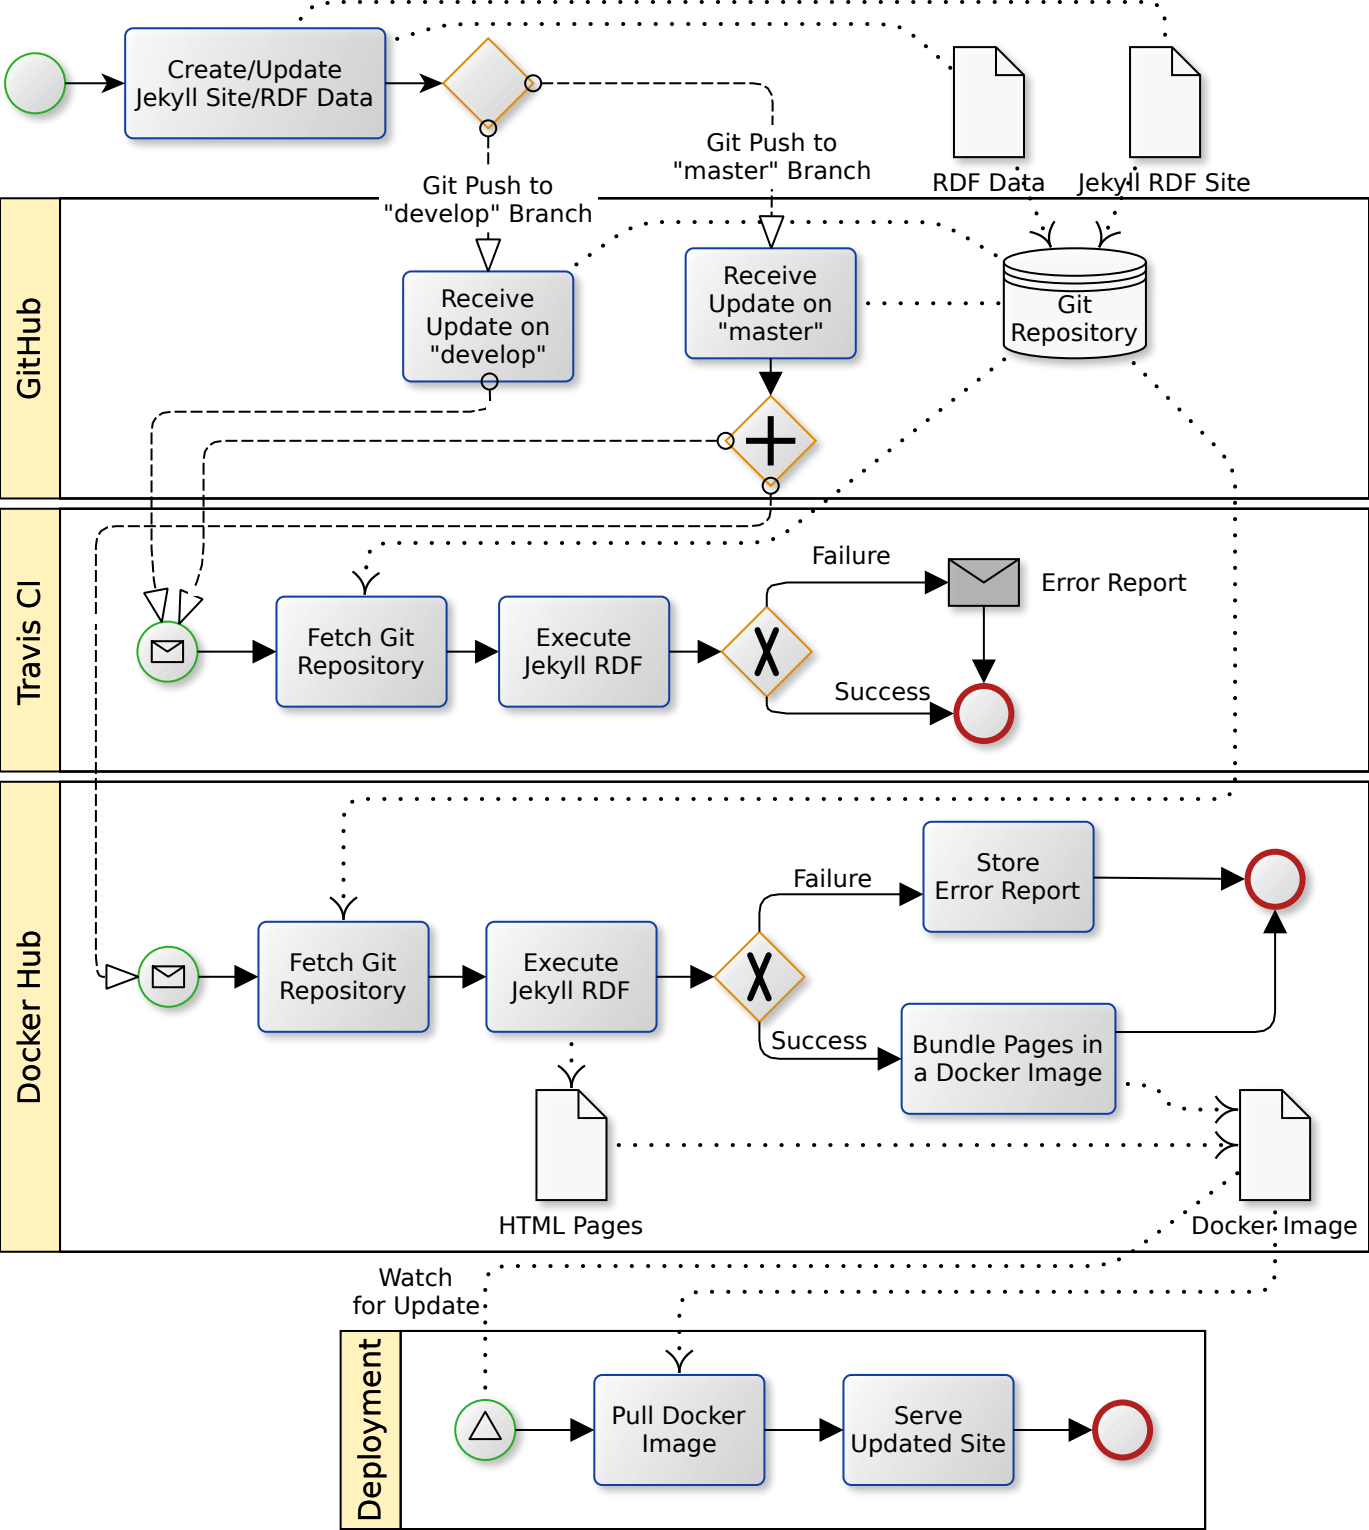 Create/Update
Jekyll Site/RDF Data
Git Push to
"master" Branch
RDF Data
Jekyll RDF Site
Git Push to
"develop" Branch
GitHub
Receive
Update on
"develop"
Receive
Update on
"master"
Git
Repository
Travis CI
Failure
Error Report
Fetch Git
Repository
Execute
Jekyll RDF
X
Success
Docker Hub
Failure
Store
Error Report
Fetch Git
Repository
Execute
Jekyll RDF
X
Success
Bundle Pages in
a Docker Image
HTML Pages
Docker Image
Watch
for Update
Deployment
Pull Docker
Image
Serve
Updated Site